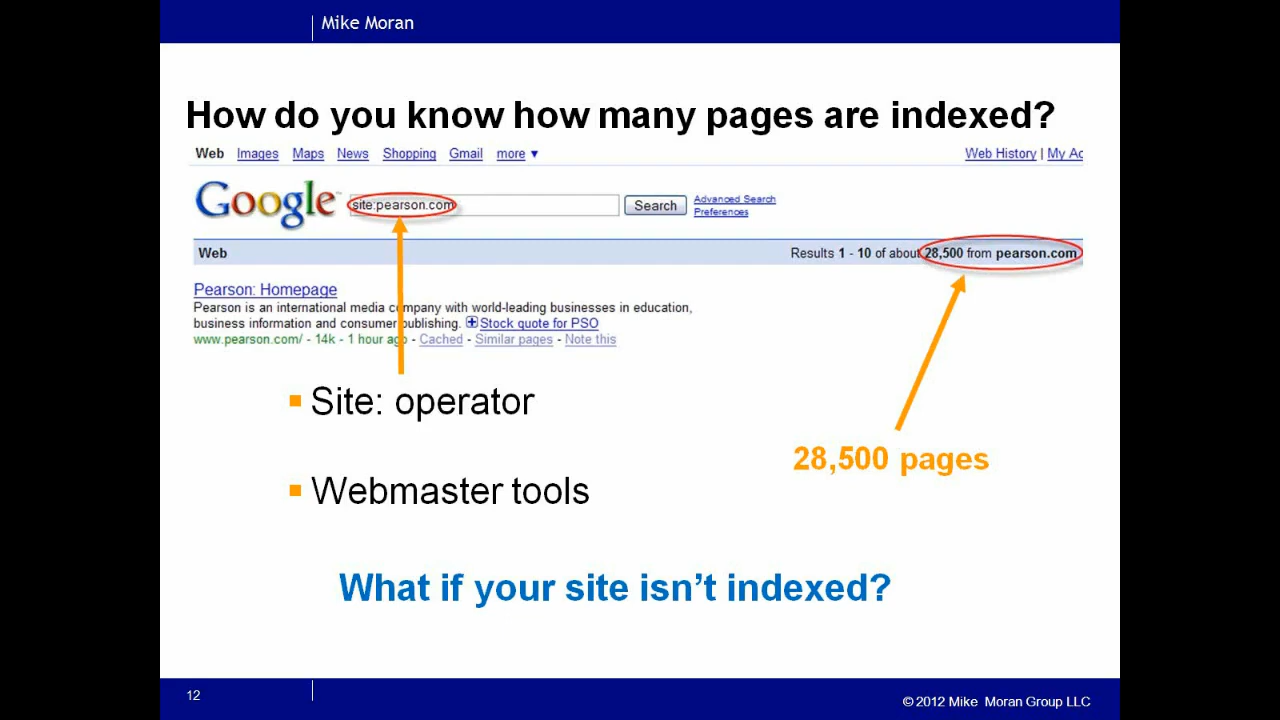 Mike Moran
How do you know how many pages are indexed?
Web Images Maps News Shopping Gmail more ▼ Web History | My Ac
Google™ site:pearson.com Search Advanced Search
Preferences
Web Results 1 - 10 of about 28,500 from pearson.com
Pearson: Homepage
Pearson is an international media company with world-leading businesses in education,
business information and consumer publishing. Stock quote for PSO
www.pearson.com/ - 14k - 1 hour ago - Cached - Similar pages - Note this
Site: operator
28,500 pages
Webmaster tools
What if your site isn’t indexed?
12
© 2012 Mike Moran Group LLC